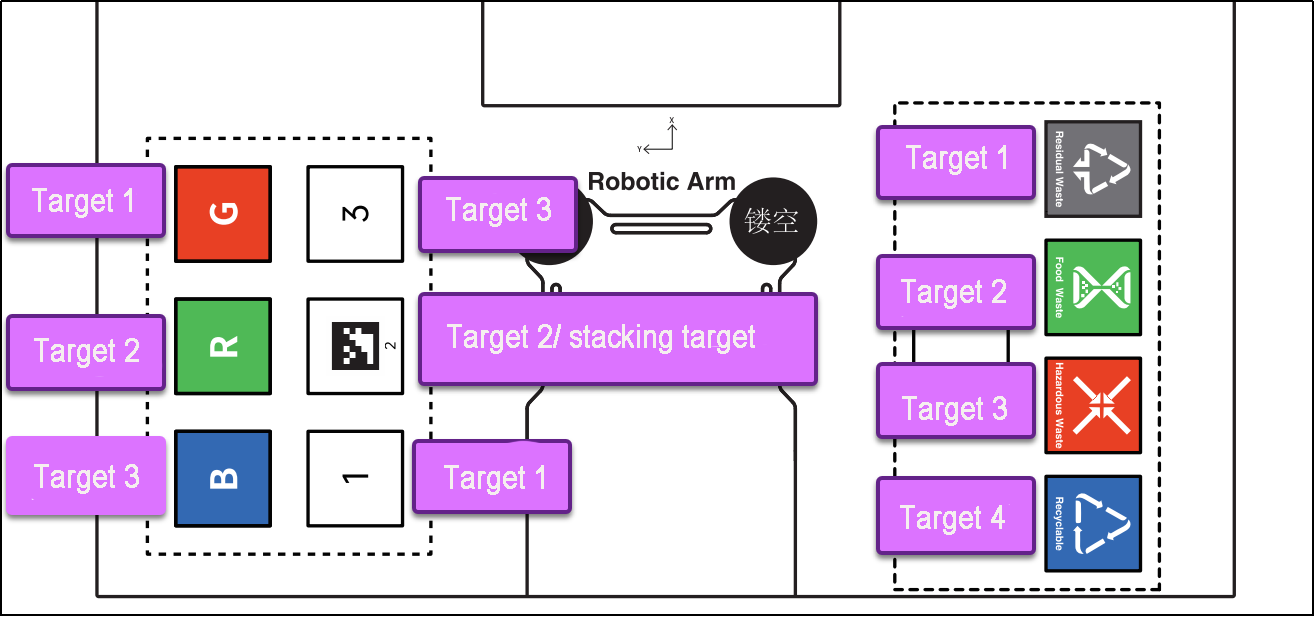 X
Y
Robotic Arm
镂空
Target 1
G
3
Target 3
Target 2
R
2
Target 2/ stacking target
Target 3
B
1
Target 1
Target 1
Residual Waste
Target 2
Food Waste
Target 3
Hazardous Waste
Target 4
Recyclable